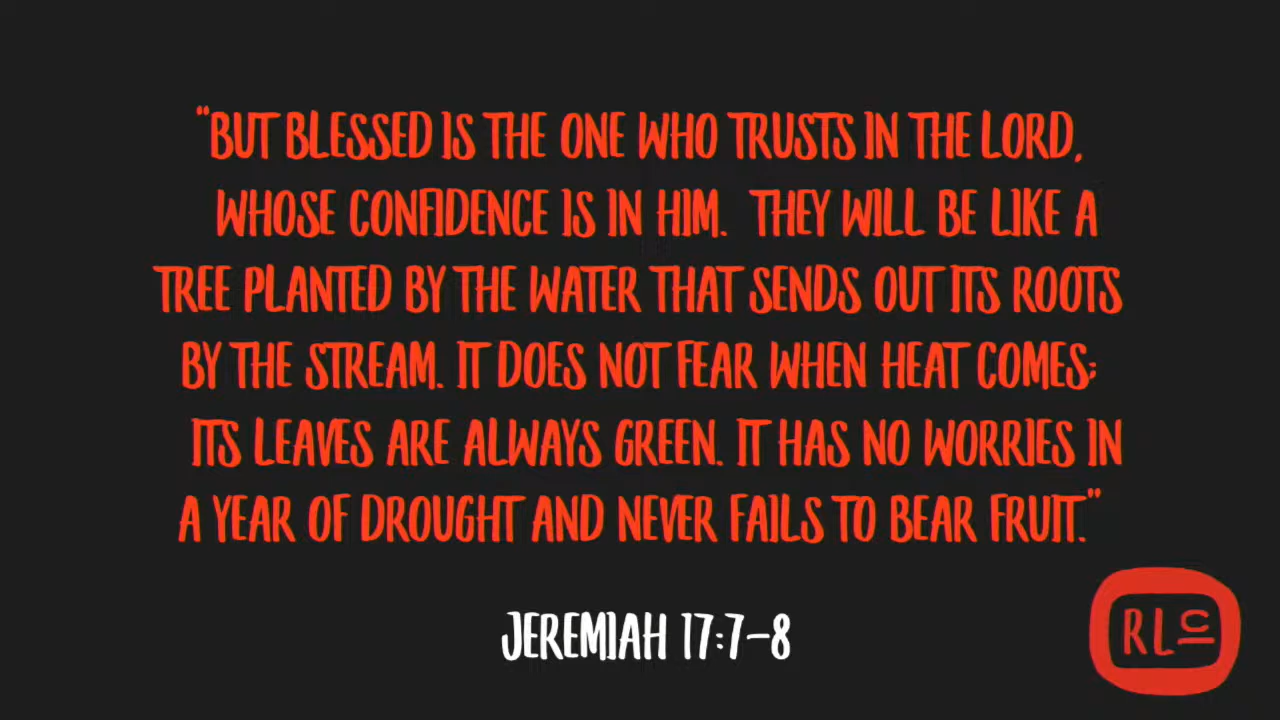 "BUT BLESSED IS THE ONE WHO TRUSTS IN THE LORD,
WHOSE CONFIDENCE IS IN HIM. THEY WILL BE LIKE A
TREE PLANTED BY THE WATER THAT SENDS OUT ITS ROOTS
BY THE STREAM. IT DOES NOT FEAR WHEN HEAT COMES;
ITS LEAVES ARE ALWAYS GREEN. IT HAS NO WORRIES IN
A YEAR OF DROUGHT AND NEVER FAILS TO BEAR FRUIT."
JEREMIAH 17:7-8
RLC